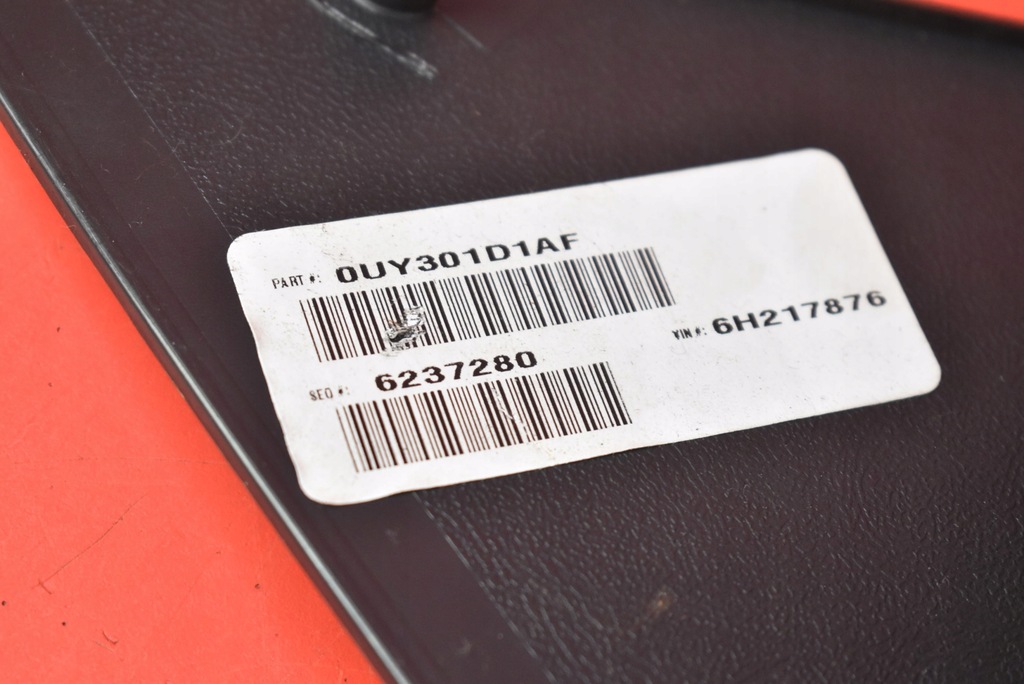 PART #: 0UY301D1AF
VIN #: 6H217876
SEQ #: 6237280